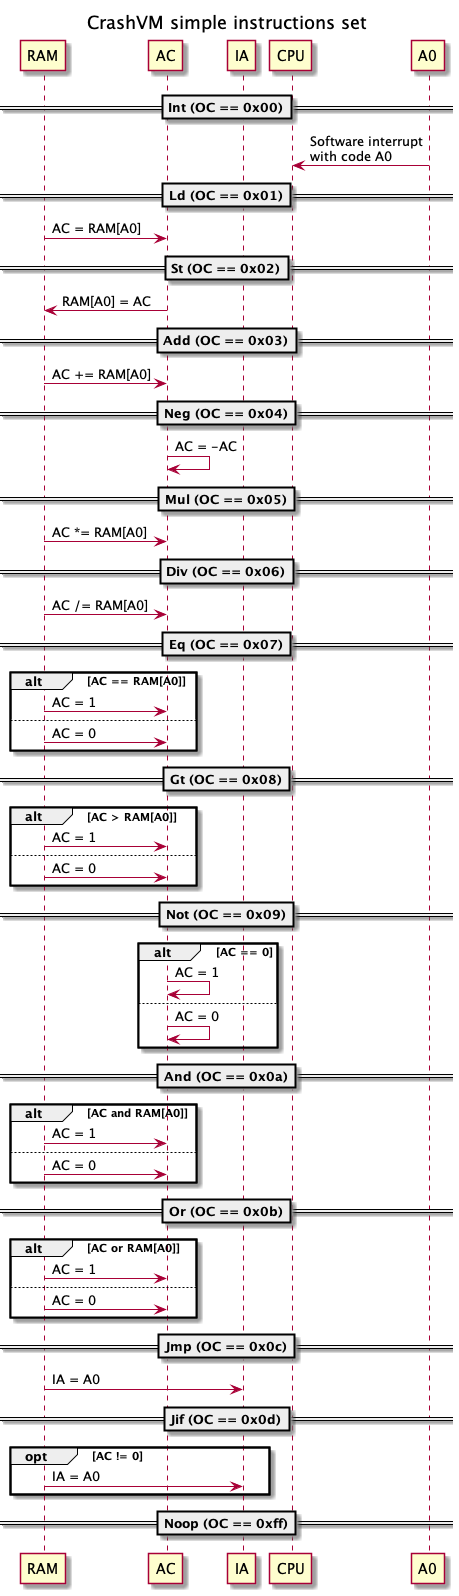 CrashVM simple instructions set
RAM AC IA CPU A0
Int (OC == 0x00)
Software interrupt
with code A0
Ld (OC == 0x01)
AC = RAM[A0]
St (OC == 0x02)
RAM[A0] = AC
Add (OC == 0x03)
AC += RAM[A0]
Neg (OC == 0x04)
AC = -AC
Mul (OC == 0x05)
AC *= RAM[A0]
Div (OC == 0x06)
AC /= RAM[A0]
Eq (OC == 0x07)
alt [AC == RAM[A0]]
AC = 1
AC = 0
Gt (OC == 0x08)
alt [AC > RAM[A0]]
AC = 1
AC = 0
Not (OC == 0x09)
alt [AC == 0]
AC = 1
AC = 0
And (OC == 0x0a)
alt [AC and RAM[A0]]
AC = 1
AC = 0
Or (OC == 0x0b)
alt [AC or RAM[A0]]
AC = 1
AC = 0
Jmp (OC == 0x0c)
IA = A0
Jif (OC == 0x0d)
opt [AC != 0]
IA = A0
Noop (OC == 0xff)
RAM AC IA CPU A0